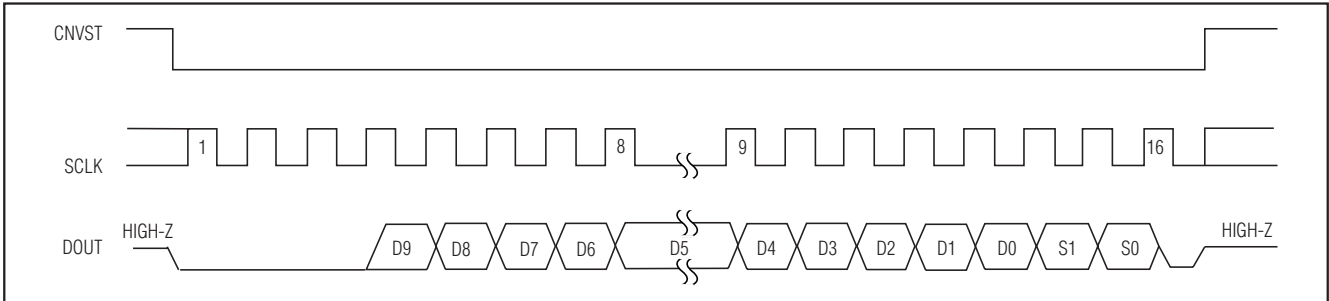 CNVST
SCLK
1
8
9
16
DOUT
HIGH-Z
D9
D8
D7
D6
D5
D4
D3
D2
D1
D0
S1
S0
HIGH-Z